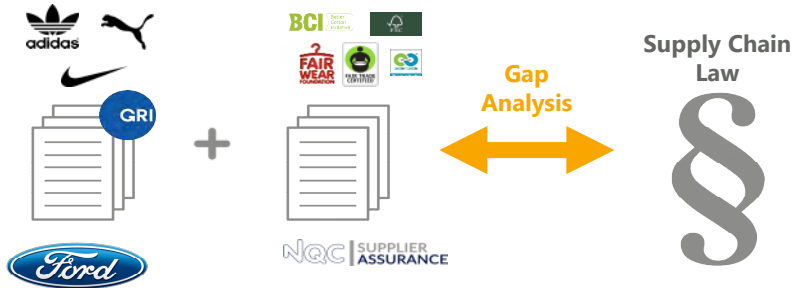 adidas
GRI
Ford
BCI
Better
Cotton
Initiative
FSC
FAIR
WEAR
FOUNDATION
FAIR TRADE
CERTIFIED
NQC SUPPLIER
ASSURANCE
Gap
Analysis
Supply Chain
Law
§